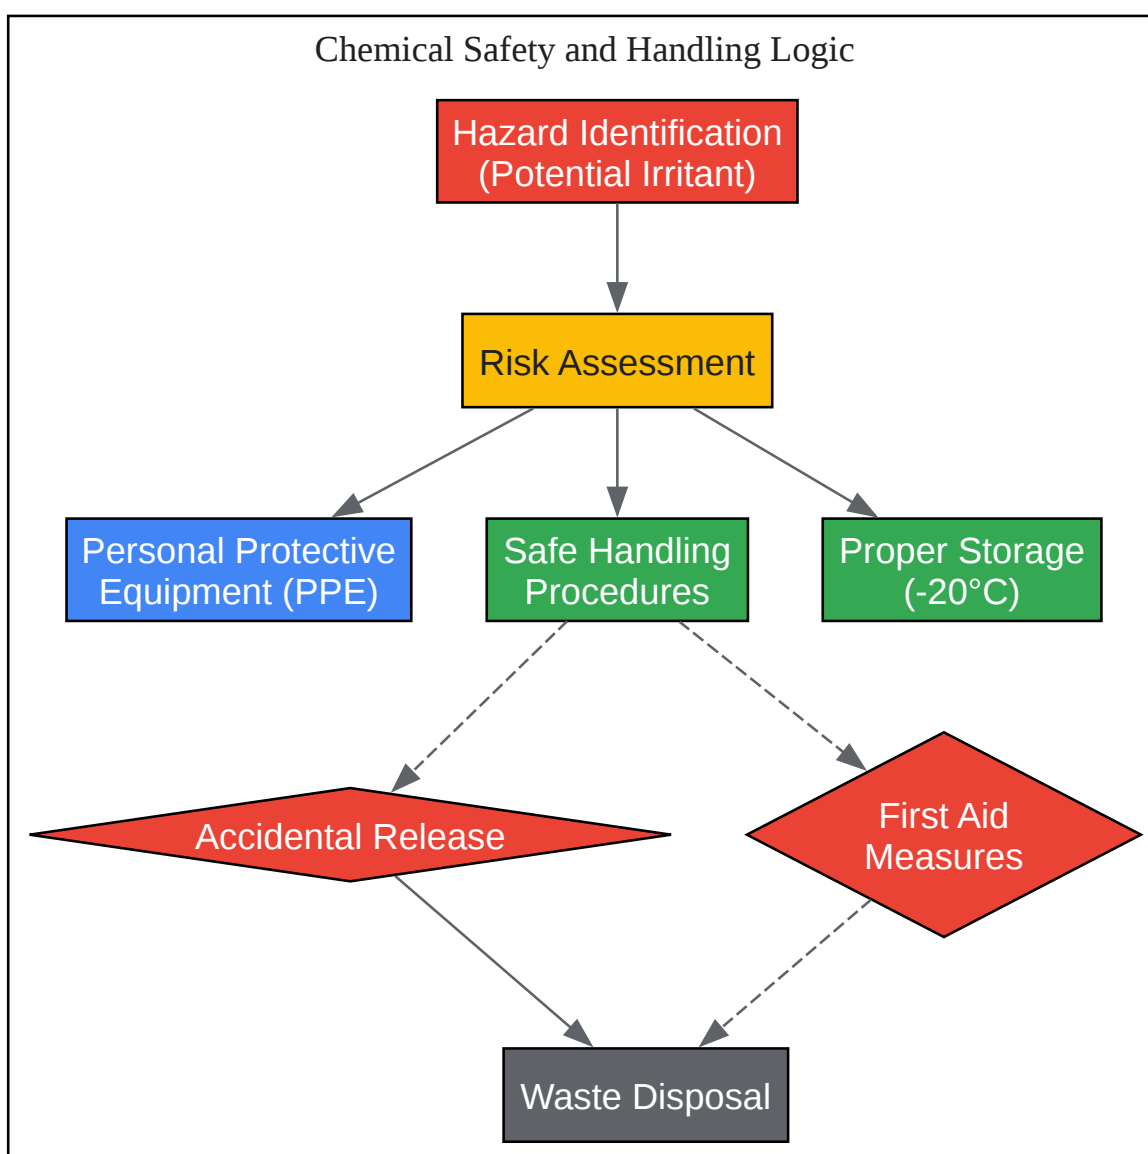 Chemical Safety and Handling Logic
Hazard Identification
(Potential Irritant)
Risk Assessment
Personal Protective
Equipment (PPE)
Safe Handling
Procedures
Proper Storage
(-20°C)
Accidental Release
First Aid
Measures
Waste Disposal